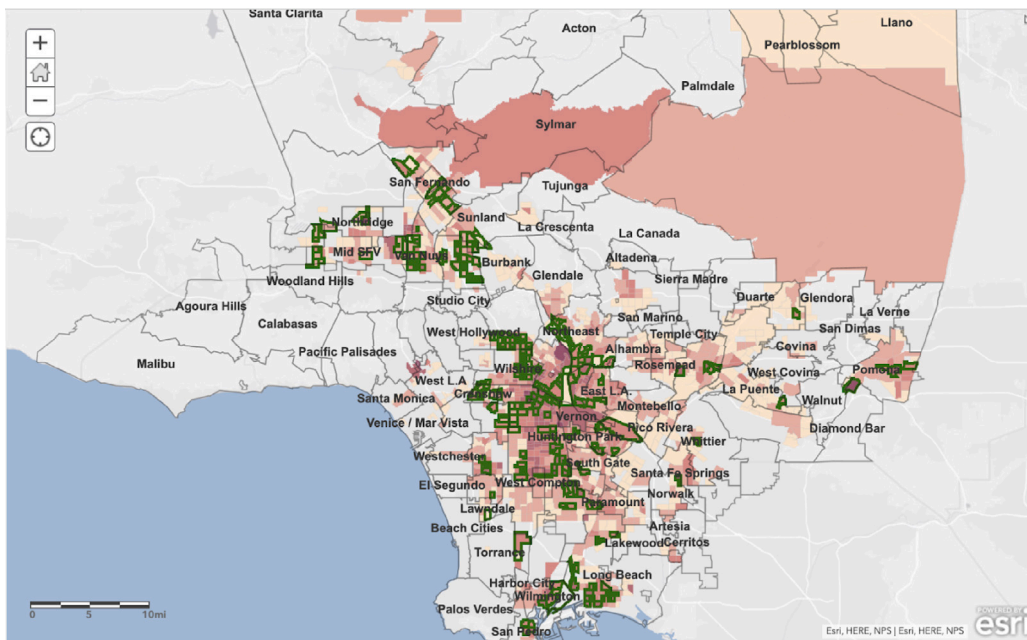 Santa Clarita
Acton
Llano
Pearblossom
Palmdale
+
−
Sylmar
San Fernando
Tujunga
Northridge
Sunland
La Crescenta
La Canada
Mid SFV
Van Nuys
Burbank
Altadena
Glendale
Sierra Madre
Woodland Hills
Duarte
Glendora
Studio City
Agoura Hills
La Verne
Calabasas
San Marino
San Dimas
West Hollywood
Northeast
Temple City
Pacific Palisades
Alhambra
Covina
Malibu
Wilshire
Rosemead
West Covina
Pomona
West L.A
East L.A.
La Puente
Santa Monica
Crenshaw
Walnut
Montebello
Venice / Mar Vista
Vernon
Rico Rivera
Diamond Bar
Huntington Park
Whittier
Westchester
South Gate
Santa Fe Springs
El Segundo
West Compton
Norwalk
Lawndale
Paramount
Beach Cities
Artesia
Lakewood
Cerritos
Torrance
Harbor City
Long Beach
Wilmington
Palos Verdes
San Pedro
0 5 10mi
Esri, HERE, NPS | Esri, HERE, NPS
POWERED BY
esri